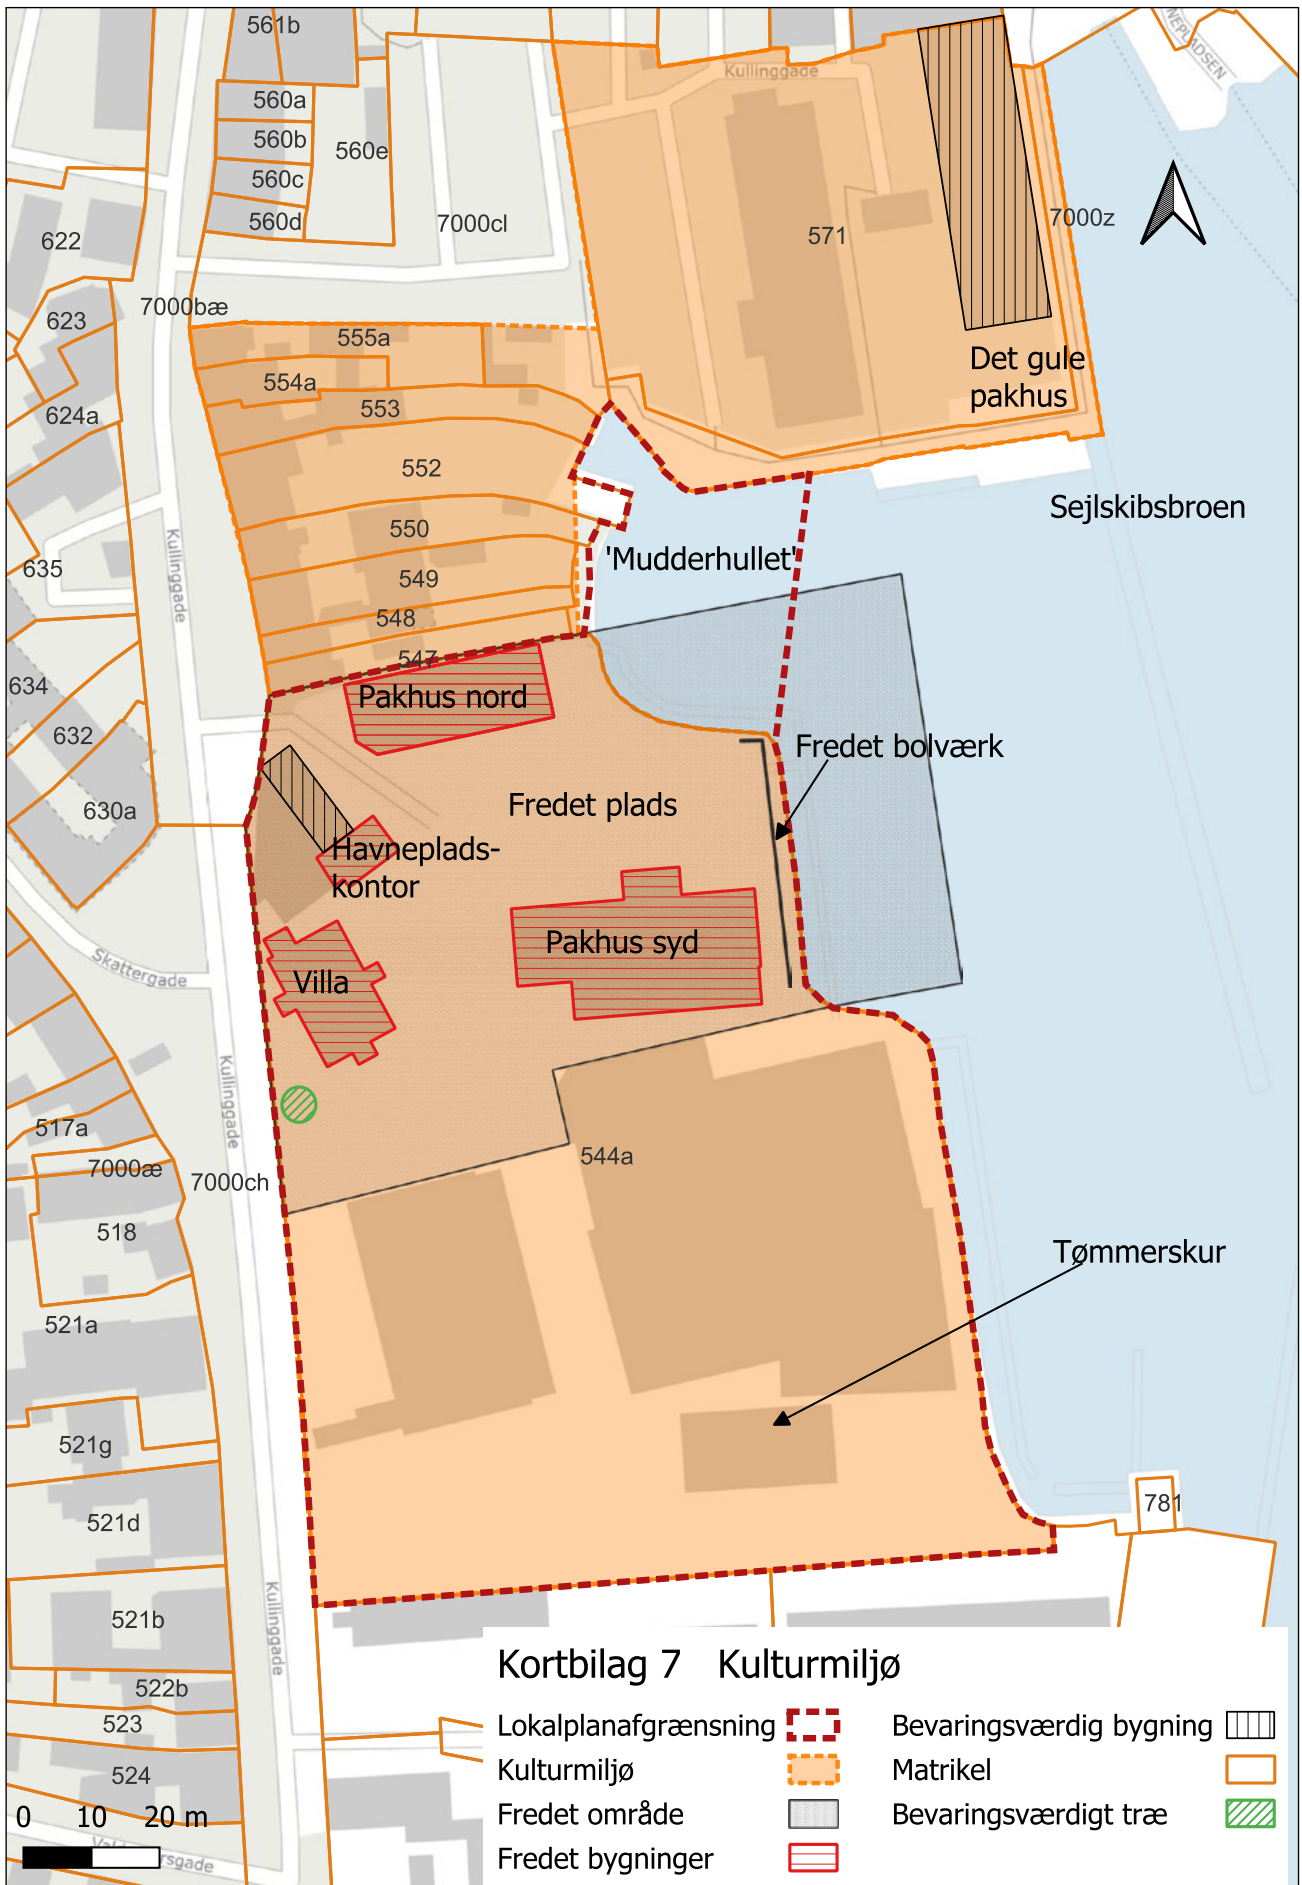 561b
560a
560b
560c
560d
560e
7000cl
Kullinggade
NEPLADSEN
571
7000z
622
623
624a
7000bæ
555a
554a
553
552
550
549
548
547
Det gule
pakhus
Sejlskibsbroen
'Mudderhullet'
Kullinggade
635
634
632
630a
Pakhus nord
Fredet bolværk
Fredet plads
Havneplads-
kontor
Pakhus syd
Villa
Skattergade
Kullinggade
517a
7000æ
7000ch
518
544a
Tømmerskur
521a
521g
521d
781
521b
Kullinggade
522b
523
524
0 10 20 m
Kortbilag 7 Kulturmiljø
Lokalplanafgrænsning
Kulturmiljø
Fredet område
Fredet bygninger
Bevaringsværdig bygning
Matrikel
Bevaringsværdigt træ